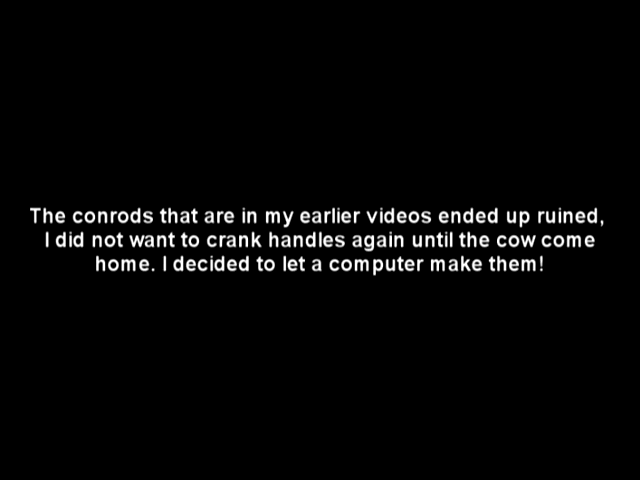 The conrods that are in my earlier videos ended up ruined,
I did not want to crank handles again until the cow come
home. I decided to let a computer make them!